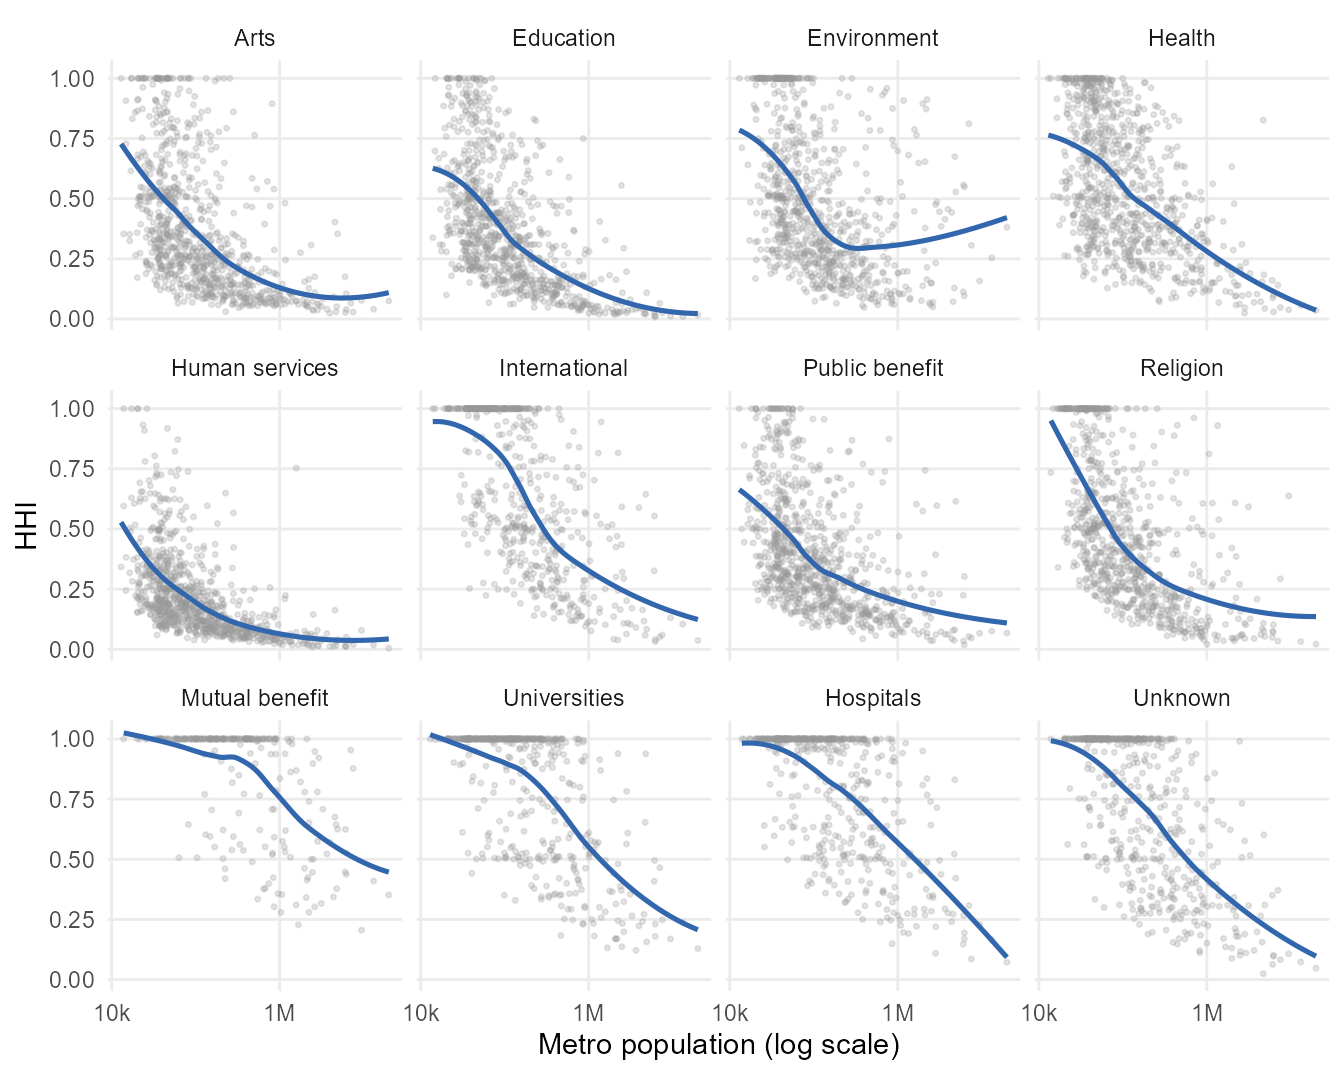 Arts Education Environment Health
1.00
0.75
0.50
0.25
0.00
Human services International Public benefit Religion
1.00
0.75
0.50
0.25
0.00
HHI
Mutual benefit Universities Hospitals Unknown
1.00
0.75
0.50
0.25
0.00
10k 1M 10k 1M 10k 1M 10k 1M
Metro population (log scale)